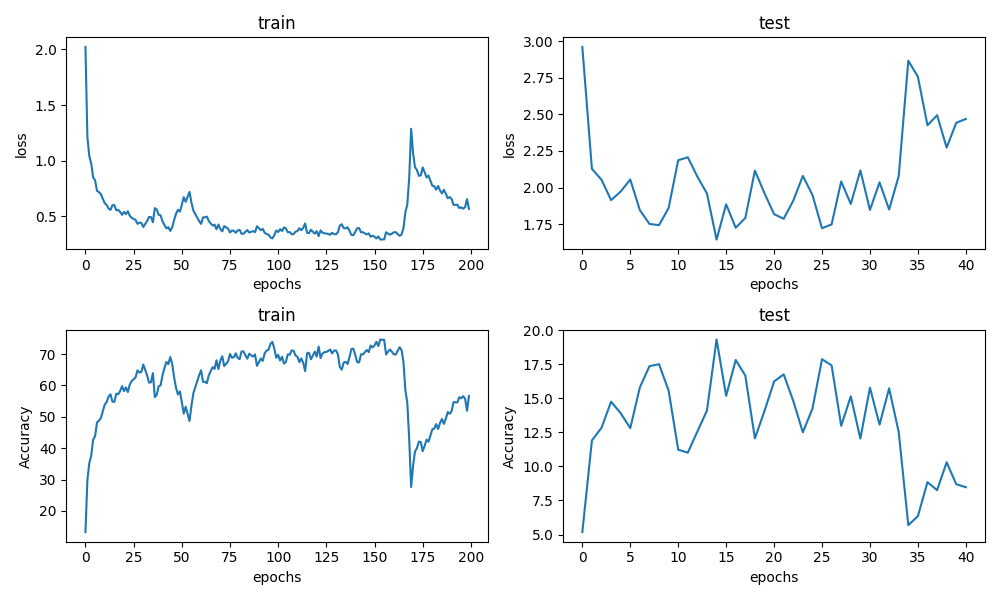 train
loss
2.0
1.5
1.0
0.5
0 25 50 75 100 125 150 175 200
epochs
test
loss
3.00
2.75
2.50
2.25
2.00
1.75
0 5 10 15 20 25 30 35 40
epochs
train
Accuracy
70
60
50
40
30
20
0 25 50 75 100 125 150 175 200
epochs
test
Accuracy
20.0
17.5
15.0
12.5
10.0
7.5
5.0
0 5 10 15 20 25 30 35 40
epochs